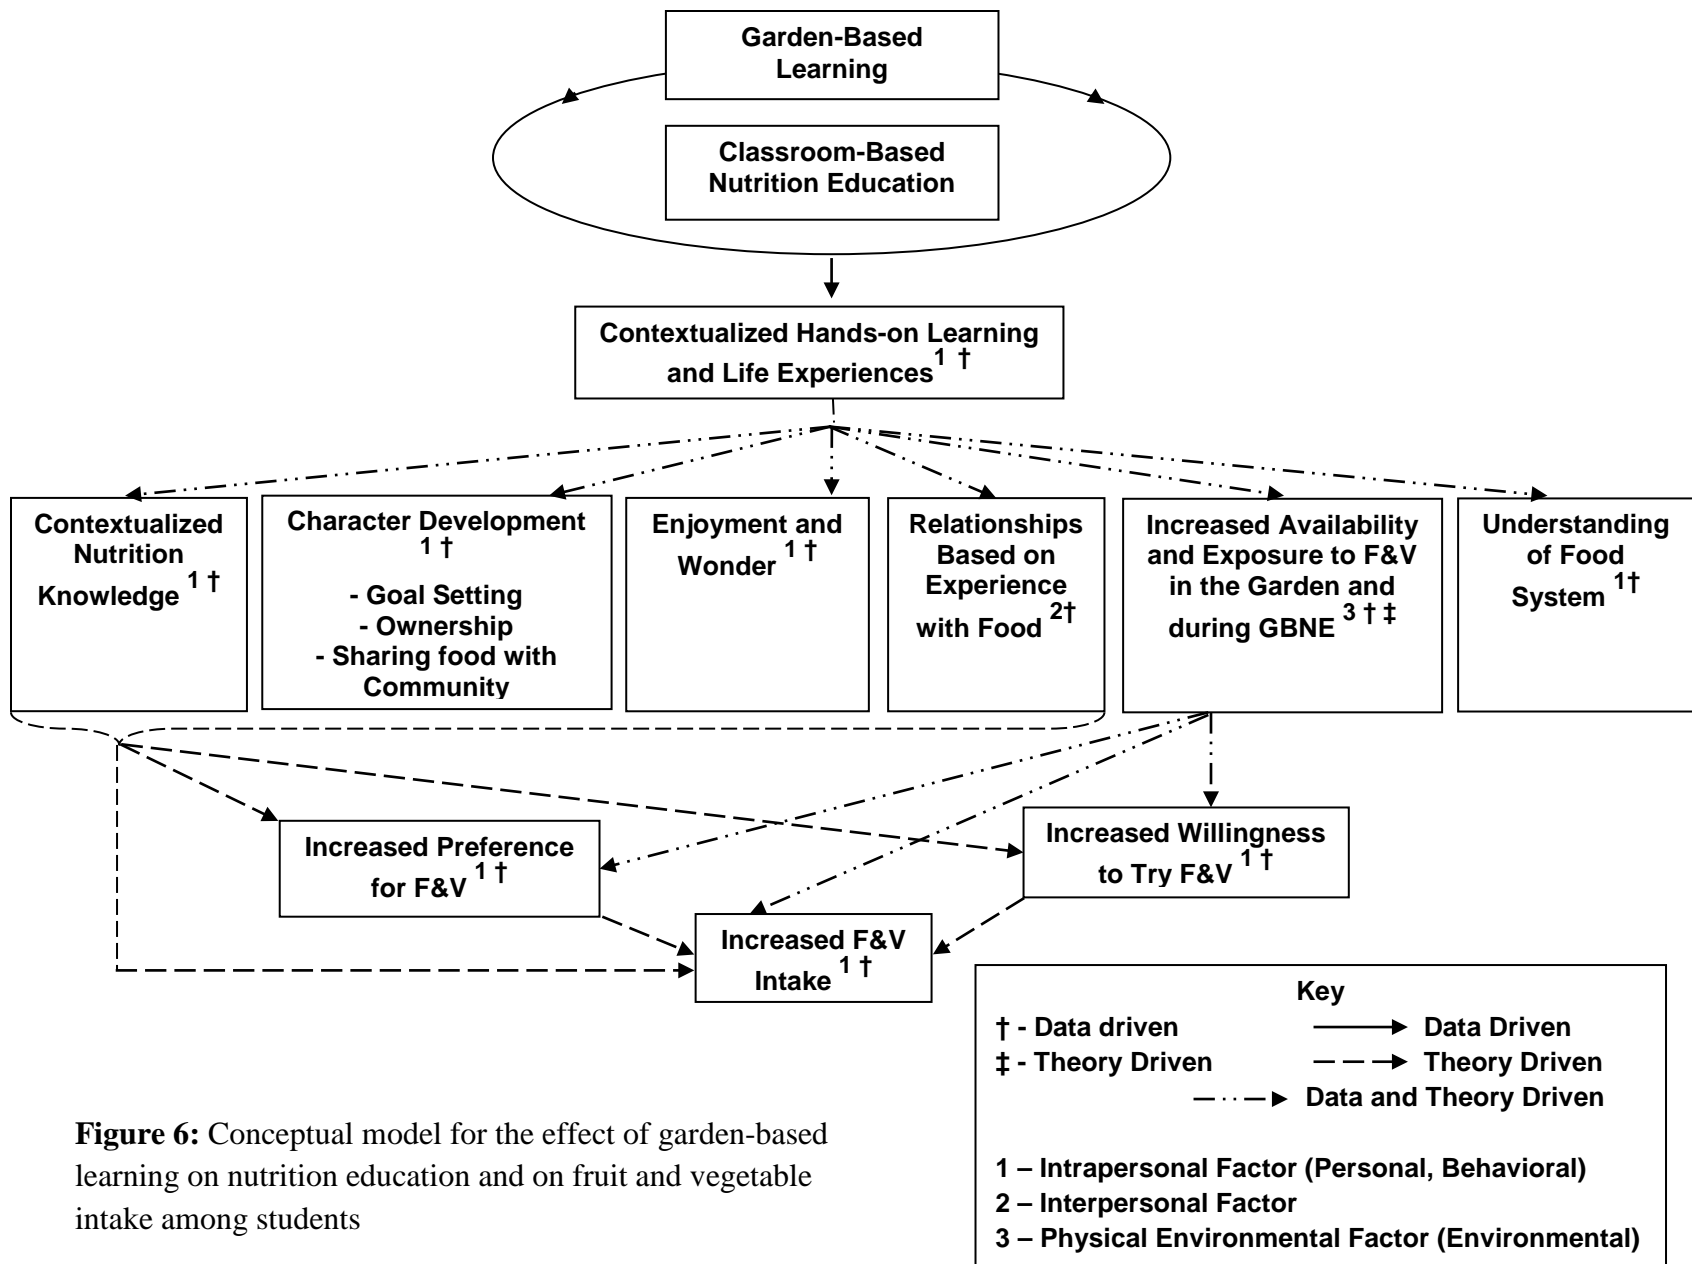 Garden-Based
Learning
Classroom-Based
Nutrition Education
Contextualized Hands-on Learning
and Life Experiences 1 †
Contextualized
Nutrition
Knowledge 1 †
Character Development
1 †
- Goal Setting
- Ownership
- Sharing food with
Community
Enjoyment and
Wonder 1 †
Relationships
Based on
Experience
with Food 2†
Increased Availability
and Exposure to F&V
in the Garden and
during GBNE 3 † ‡
Understanding
of Food
System 1†
Increased Preference
for F&V 1 †
Increased Willingness
to Try F&V 1 †
Increased F&V
Intake 1 †
Key
† - Data driven Data Driven
‡ - Theory Driven Theory Driven
Data and Theory Driven
1 – Intrapersonal Factor (Personal, Behavioral)
2 – Interpersonal Factor
3 – Physical Environmental Factor (Environmental)
Figure 6: Conceptual model for the effect of garden-based
learning on nutrition education and on fruit and vegetable
intake among students